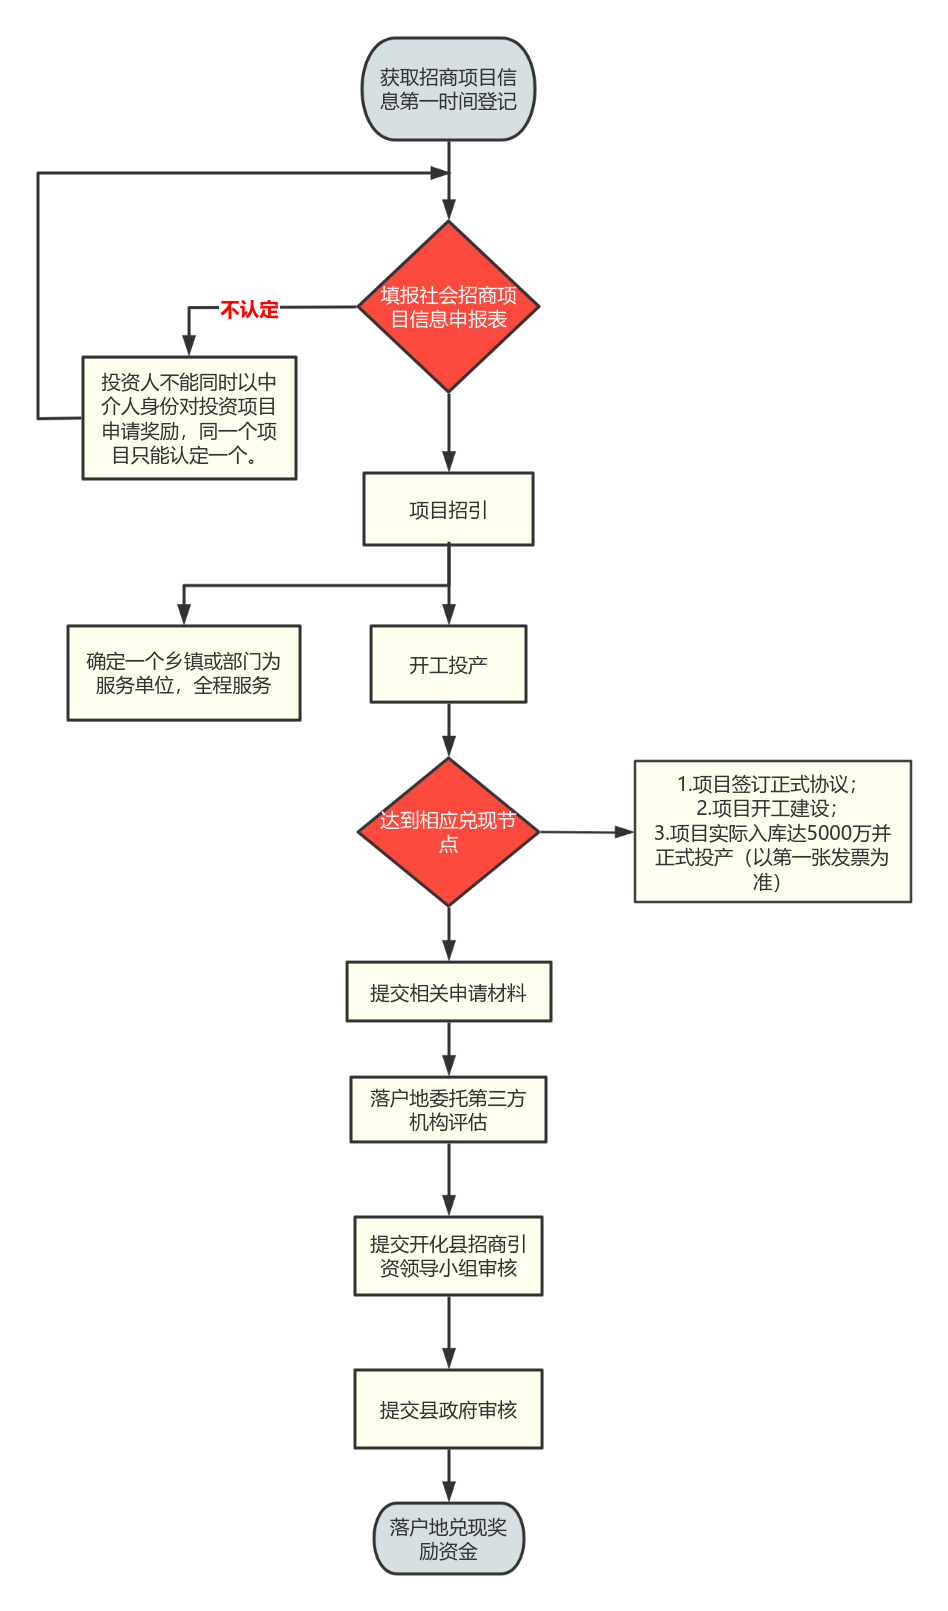 获取招商项目信
息第一时间登记
填报社会招商项
目信息申报表
不认定
投资人不能同时以中
介人身份对投资项目
申请奖励，同一个项
目只能认定一个。
项目招引
确定一个乡镇或部门为
服务单位，全程服务
开工投产
达到相应兑现节
点
1.项目签订正式协议；
2.项目开工建设；
3.项目实际入库达5000万并
正式投产（以第一张发票为
准）
提交相关申请材料
落户地委托第三方
机构评估
提交开化县招商引
资领导小组审核
提交县政府审核
落户地兑现奖
励资金